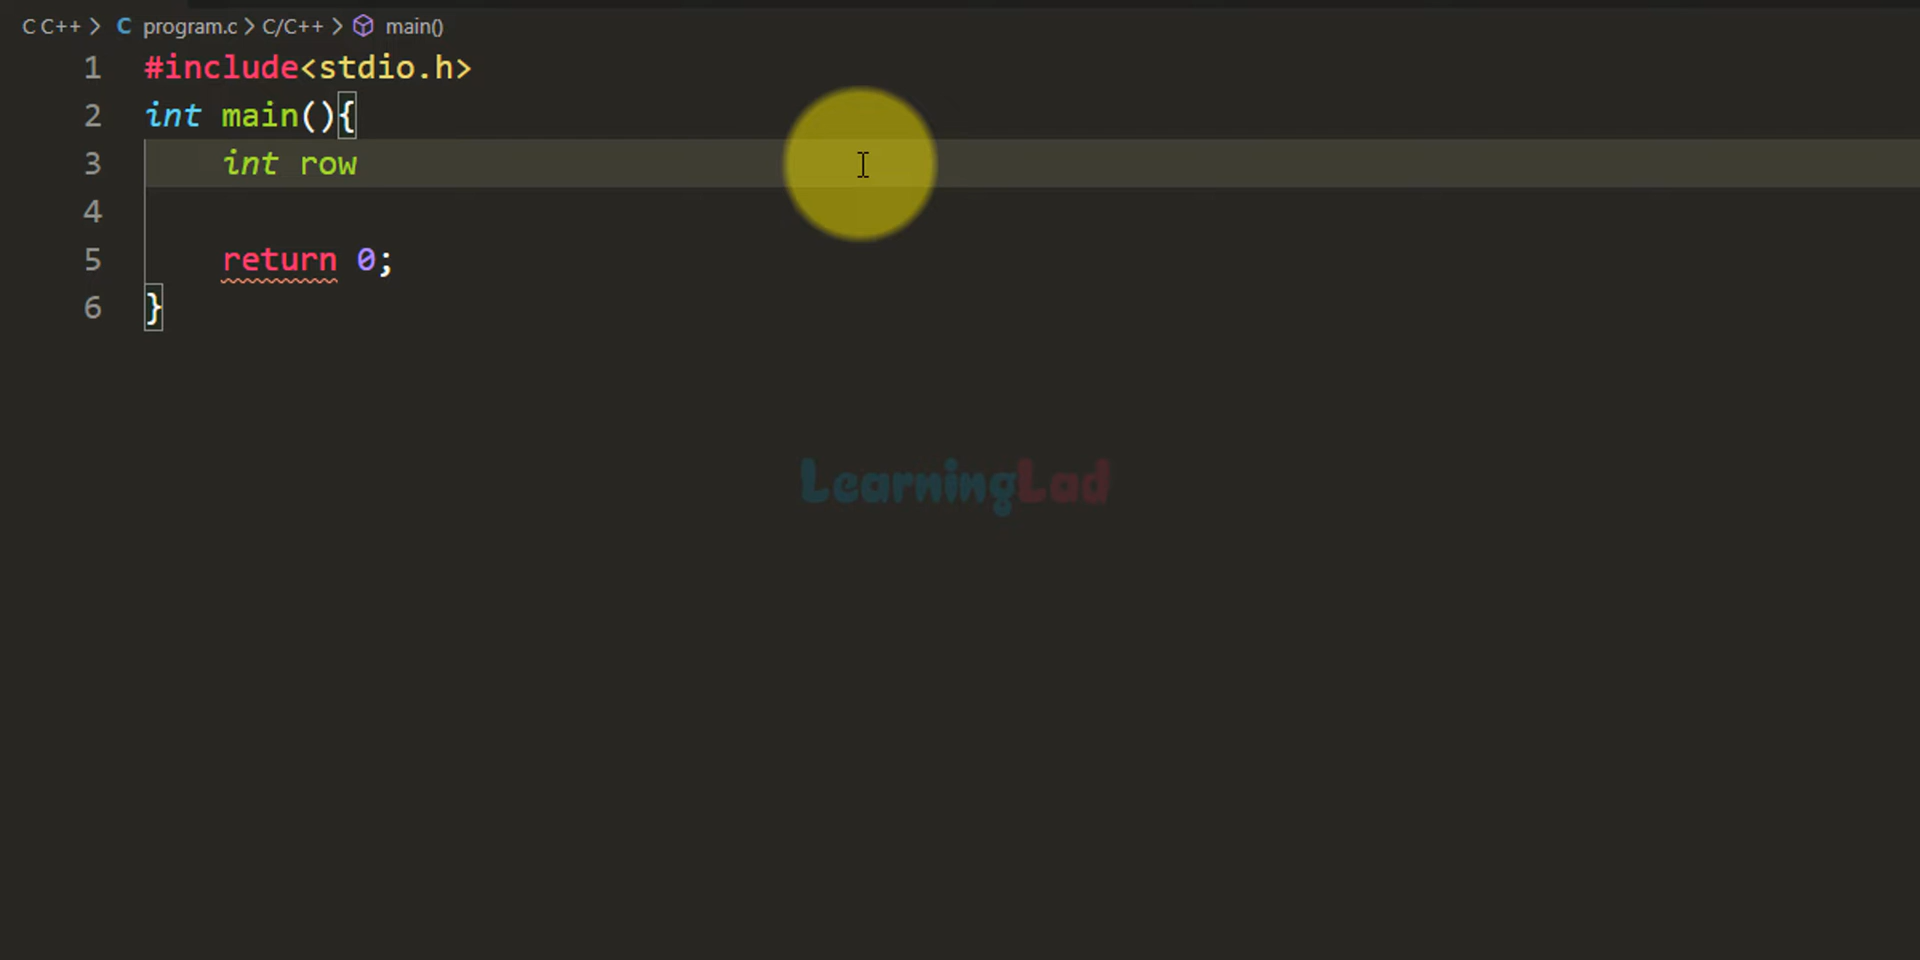 C C++ > C program.c > C/C++ > main()
1 #include<stdio.h>
2 int main(){
3     int row
4
5     return 0;
6 }
LearningLad